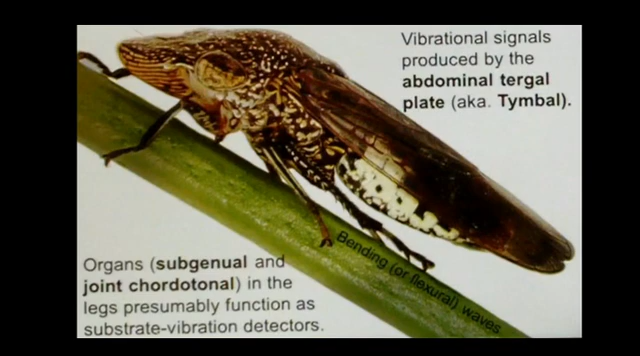 Vibrational signals
produced by the
abdominal tergal
plate (aka. Tymbal).
Bending (or flexural) waves
Organs (subgenual and
joint chordotonal) in the
legs presumably function as
substrate-vibration detectors.